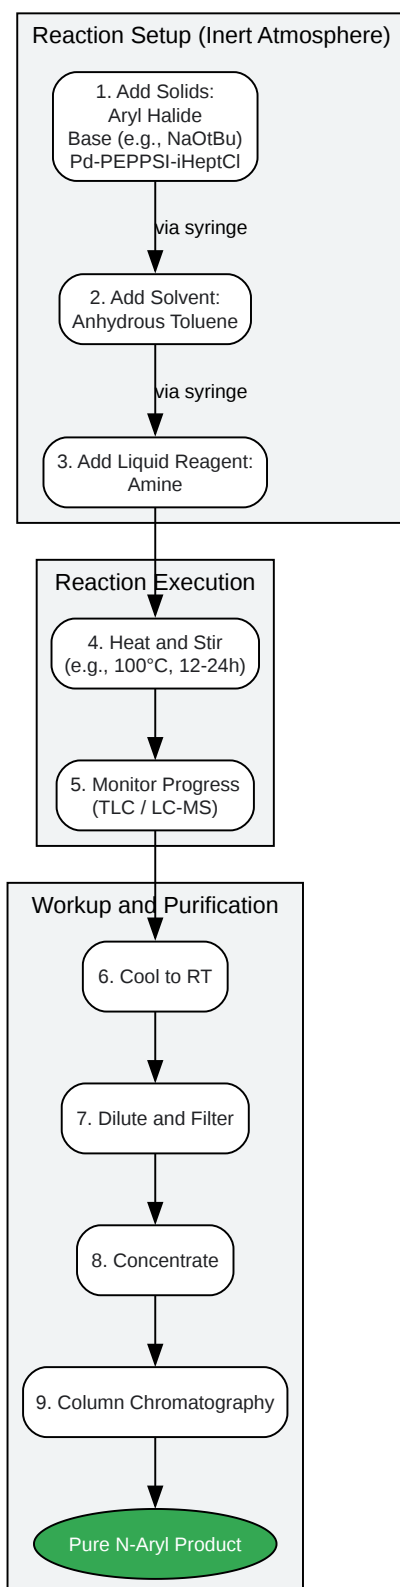 Reaction Setup (Inert Atmosphere)
1. Add Solids:
Aryl Halide
Base (e.g., NaOtBu)
Pd-PEPPSI-iHeptCl
via syringe
2. Add Solvent:
Anhydrous Toluene
via syringe
3. Add Liquid Reagent:
Amine
Reaction Execution
4. Heat and Stir
(e.g., 100°C, 12-24h)
5. Monitor Progress
(TLC / LC-MS)
Workup and Purification
6. Cool to RT
7. Dilute and Filter
8. Concentrate
9. Column Chromatography
Pure N-Aryl Product